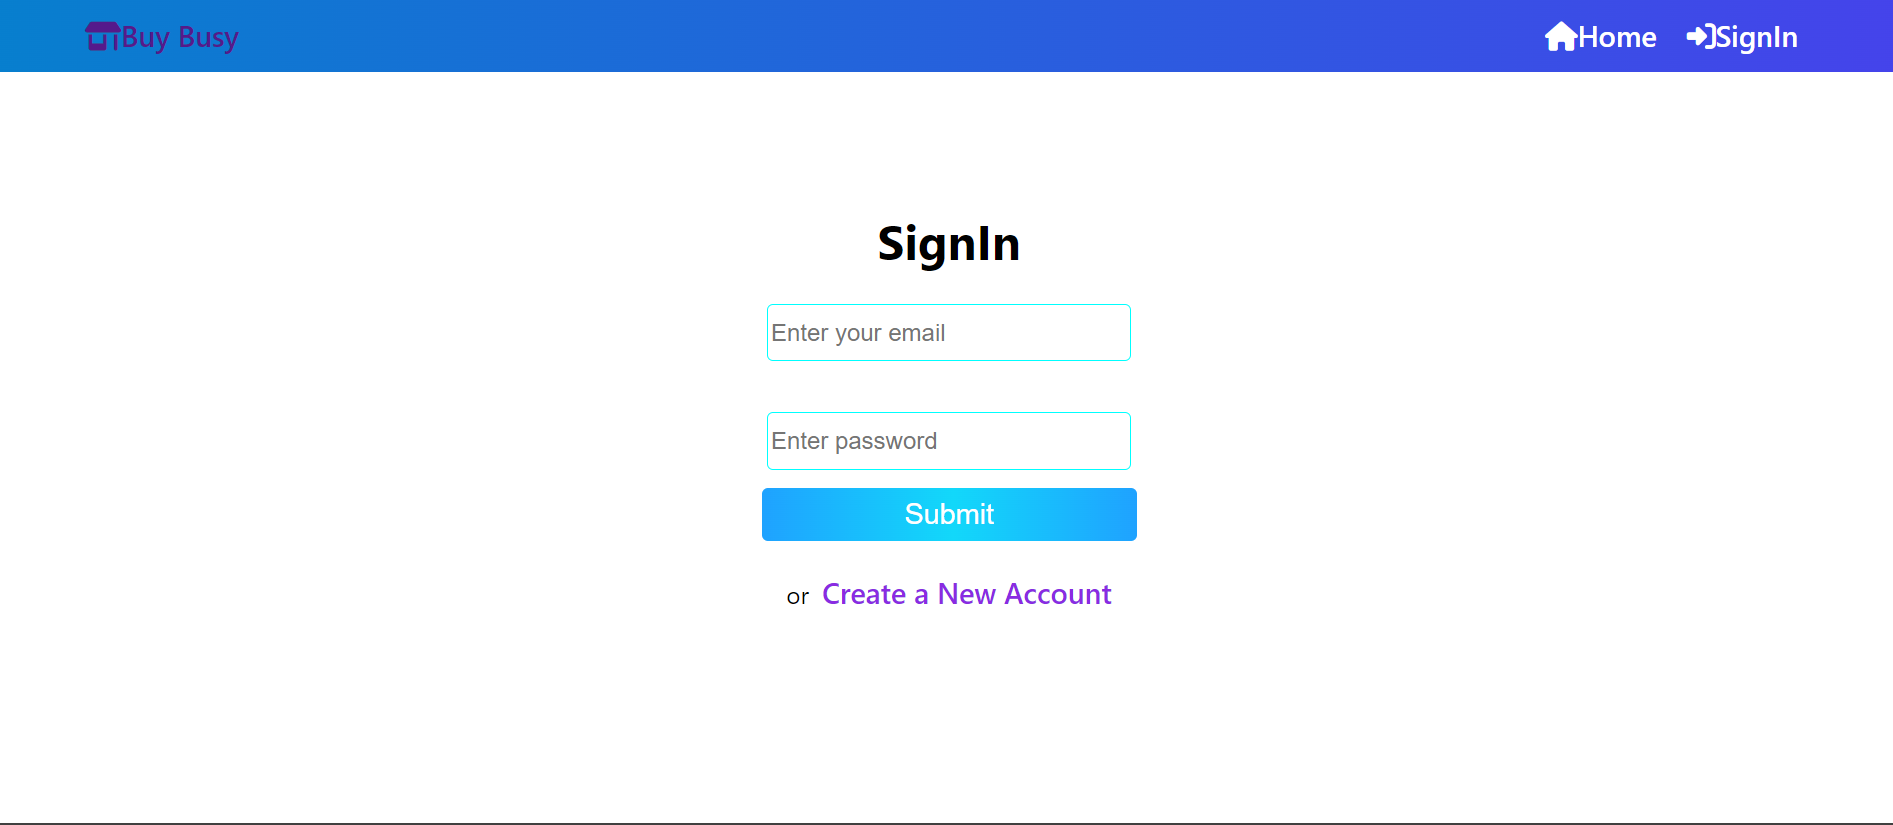 Buy Busy Home SignIn
SignIn
Enter your email
Enter password
Submit
or Create a New Account